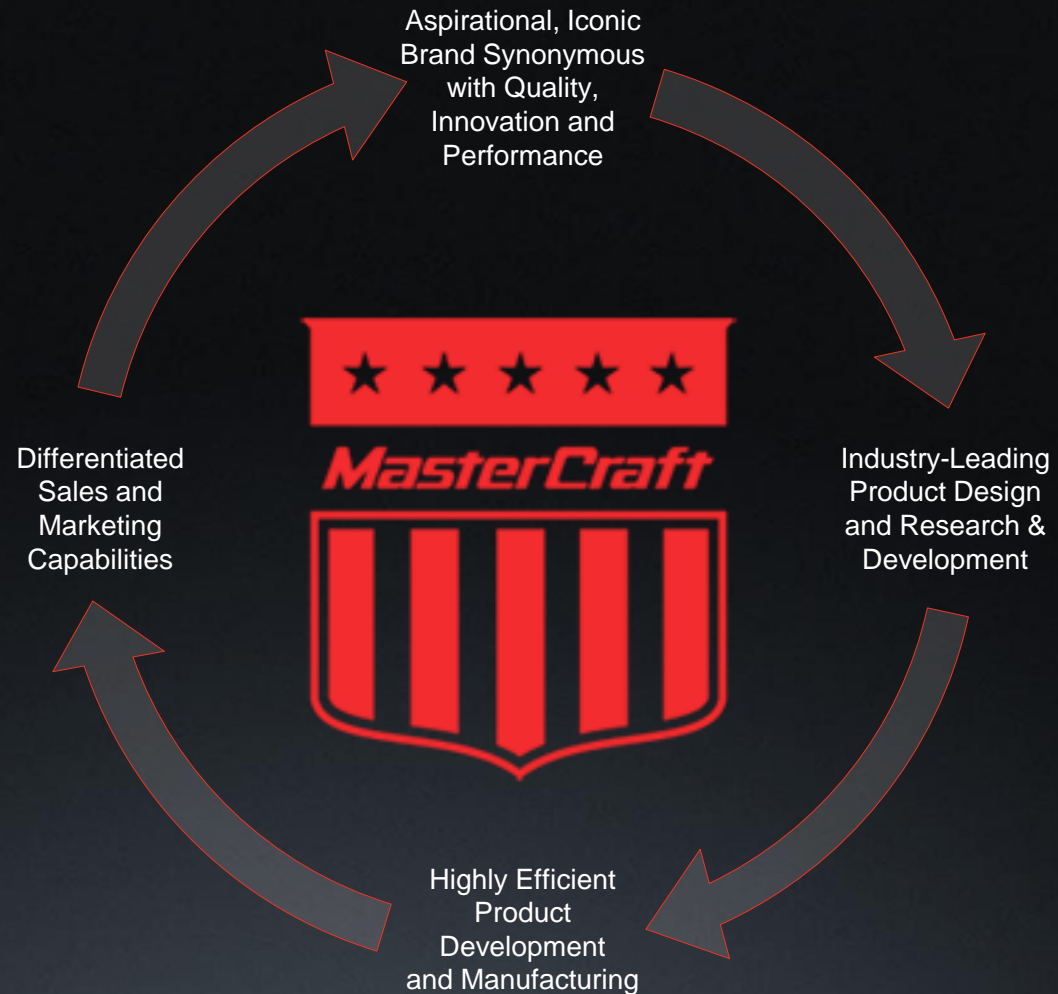 Aspirational, Iconic
Brand Synonymous
with Quality,
Innovation and
Performance
Differentiated
Sales and
Marketing
Capabilities
MasterCraft
Industry-Leading
Product Design
and Research &
Development
Highly Efficient
Product
Development
and Manufacturing